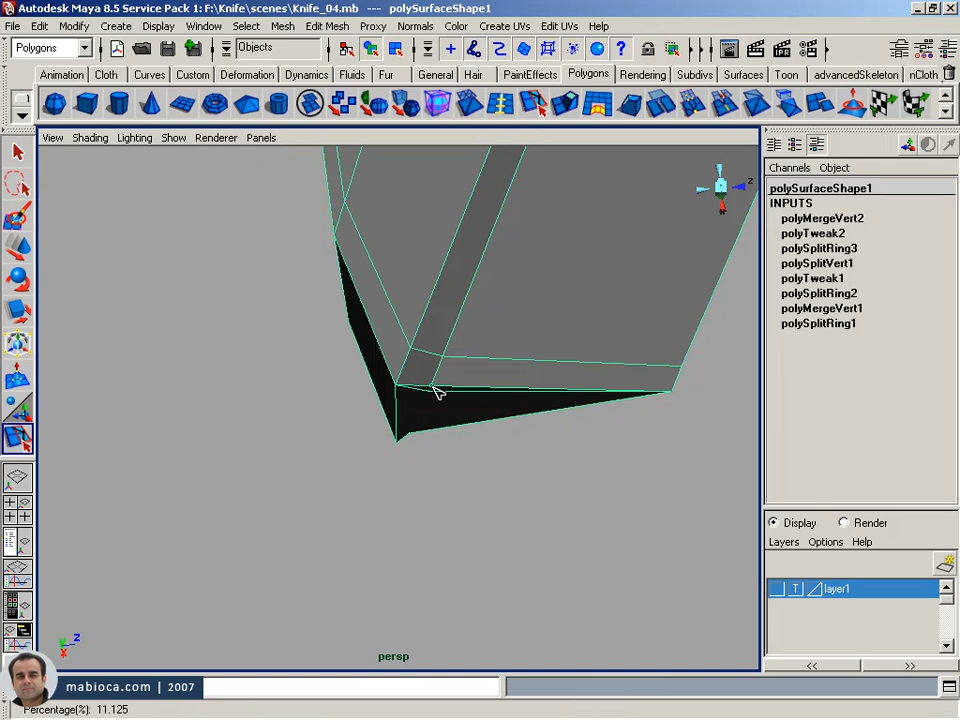 Autodesk Maya 8.5 Service Pack 1: F:\Knife\scenes\Knife_04.mb --- polySurfaceShape1
File Edit Modify Create Display Window Select Mesh Edit Mesh Proxy Normals Color Create UVs Edit UVs Help
Polygons Objects
Animation Cloth Curves Custom Deformation Dynamics Fluids Fur General Hair PaintEffects Polygons Rendering Subdivs Surfaces Toon advancedSkeleton nCloth
View Shading Lighting Show Renderer Panels
Channels Object
polySurfaceShape1
INPUTS
polyMergeVert2
polyTweak2
polySplitRing3
polySplitVert1
polyTweak1
polySplitRing2
polyMergeVert1
polySplitRing1
z
x
Display Render
Layers Options Help
T layer1
y z
x
persp
<< >>
mabioca.com | 2007
Percentage(%): 11.125